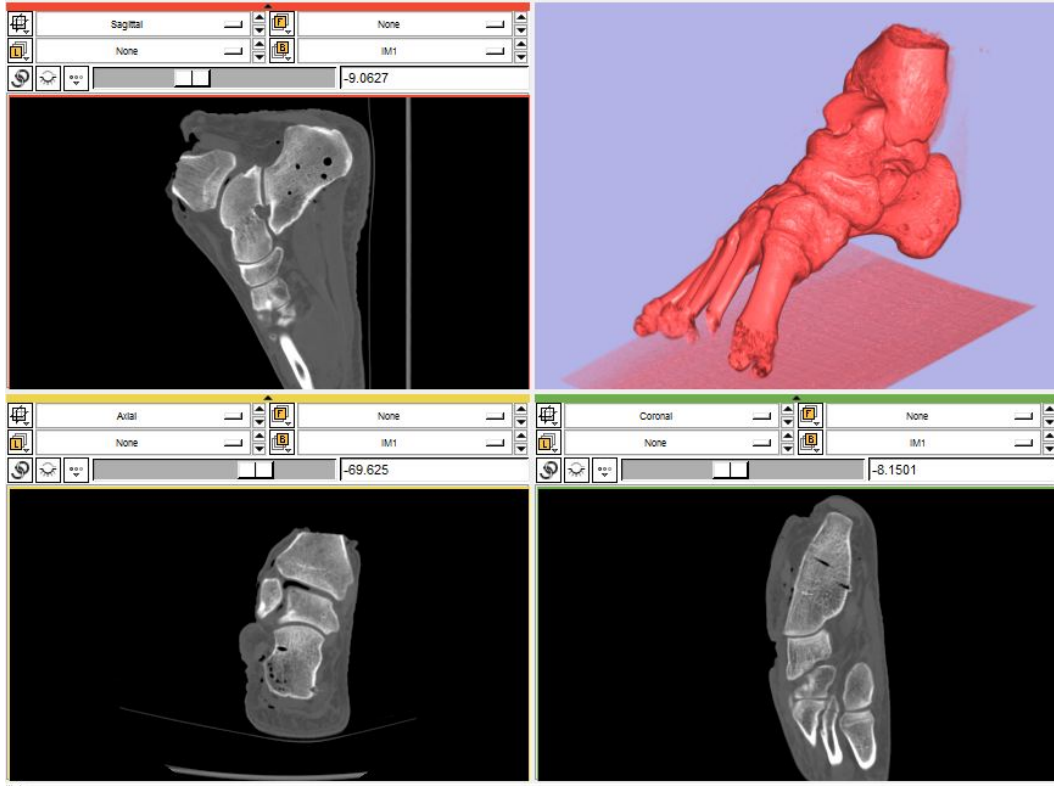 Sagittal F None
L None B IM1
-9.0627
Axial F None
L None B IM1
-69.625
Coronal F None
L None B IM1
-8.1501